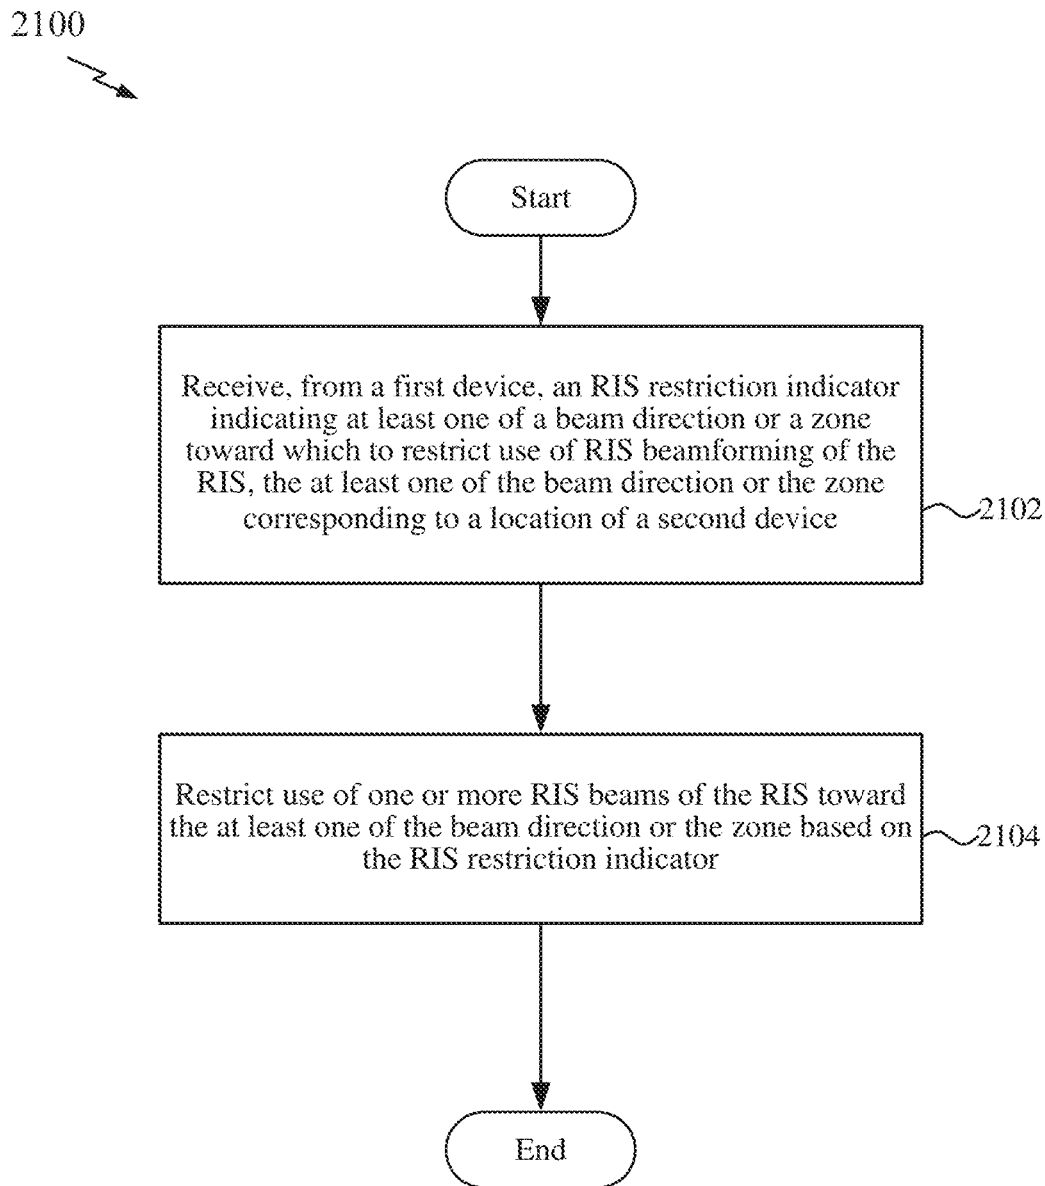 2100
Start
Receive, from a first device, an RIS restriction indicator
indicating at least one of a beam direction or a zone
toward which to restrict use of RIS beamforming of the
RIS, the at least one of the beam direction or the zone
corresponding to a location of a second device
2102
Restrict use of one or more RIS beams of the RIS toward
the at least one of the beam direction or the zone based on
the RIS restriction indicator
2104
End